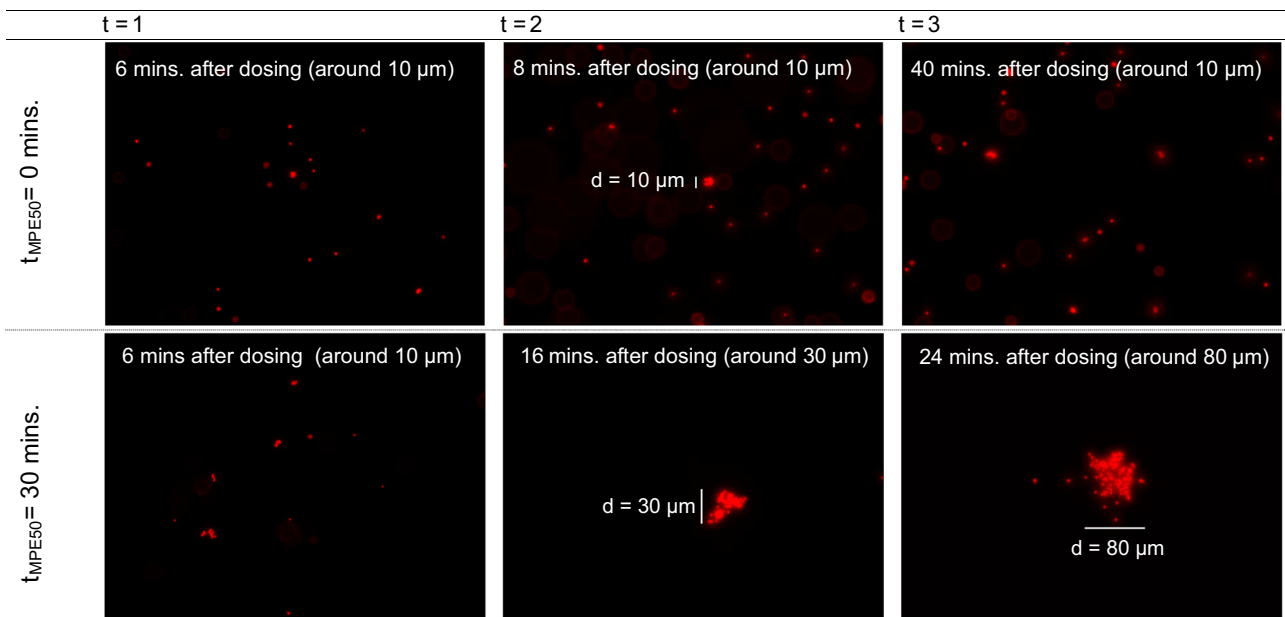 t = 1
t = 2
t = 3
t_MPE50 = 0 mins.
6 mins. after dosing (around 10 µm)
8 mins. after dosing (around 10 µm)
40 mins. after dosing (around 10 µm)
d = 10 µm
t_MPE50 = 30 mins.
6 mins after dosing (around 10 µm)
16 mins. after dosing (around 30 µm)
24 mins. after dosing (around 80 µm)
d = 30 µm
d = 80 µm